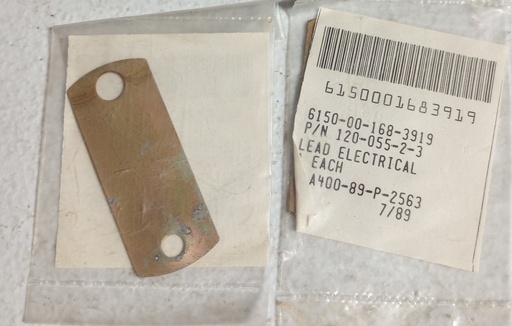 6150001683919
6150-00-168-3919
P/N 120-055-2-3
LEAD ELECTRICAL
EACH
A400-89-P-2563
7/89